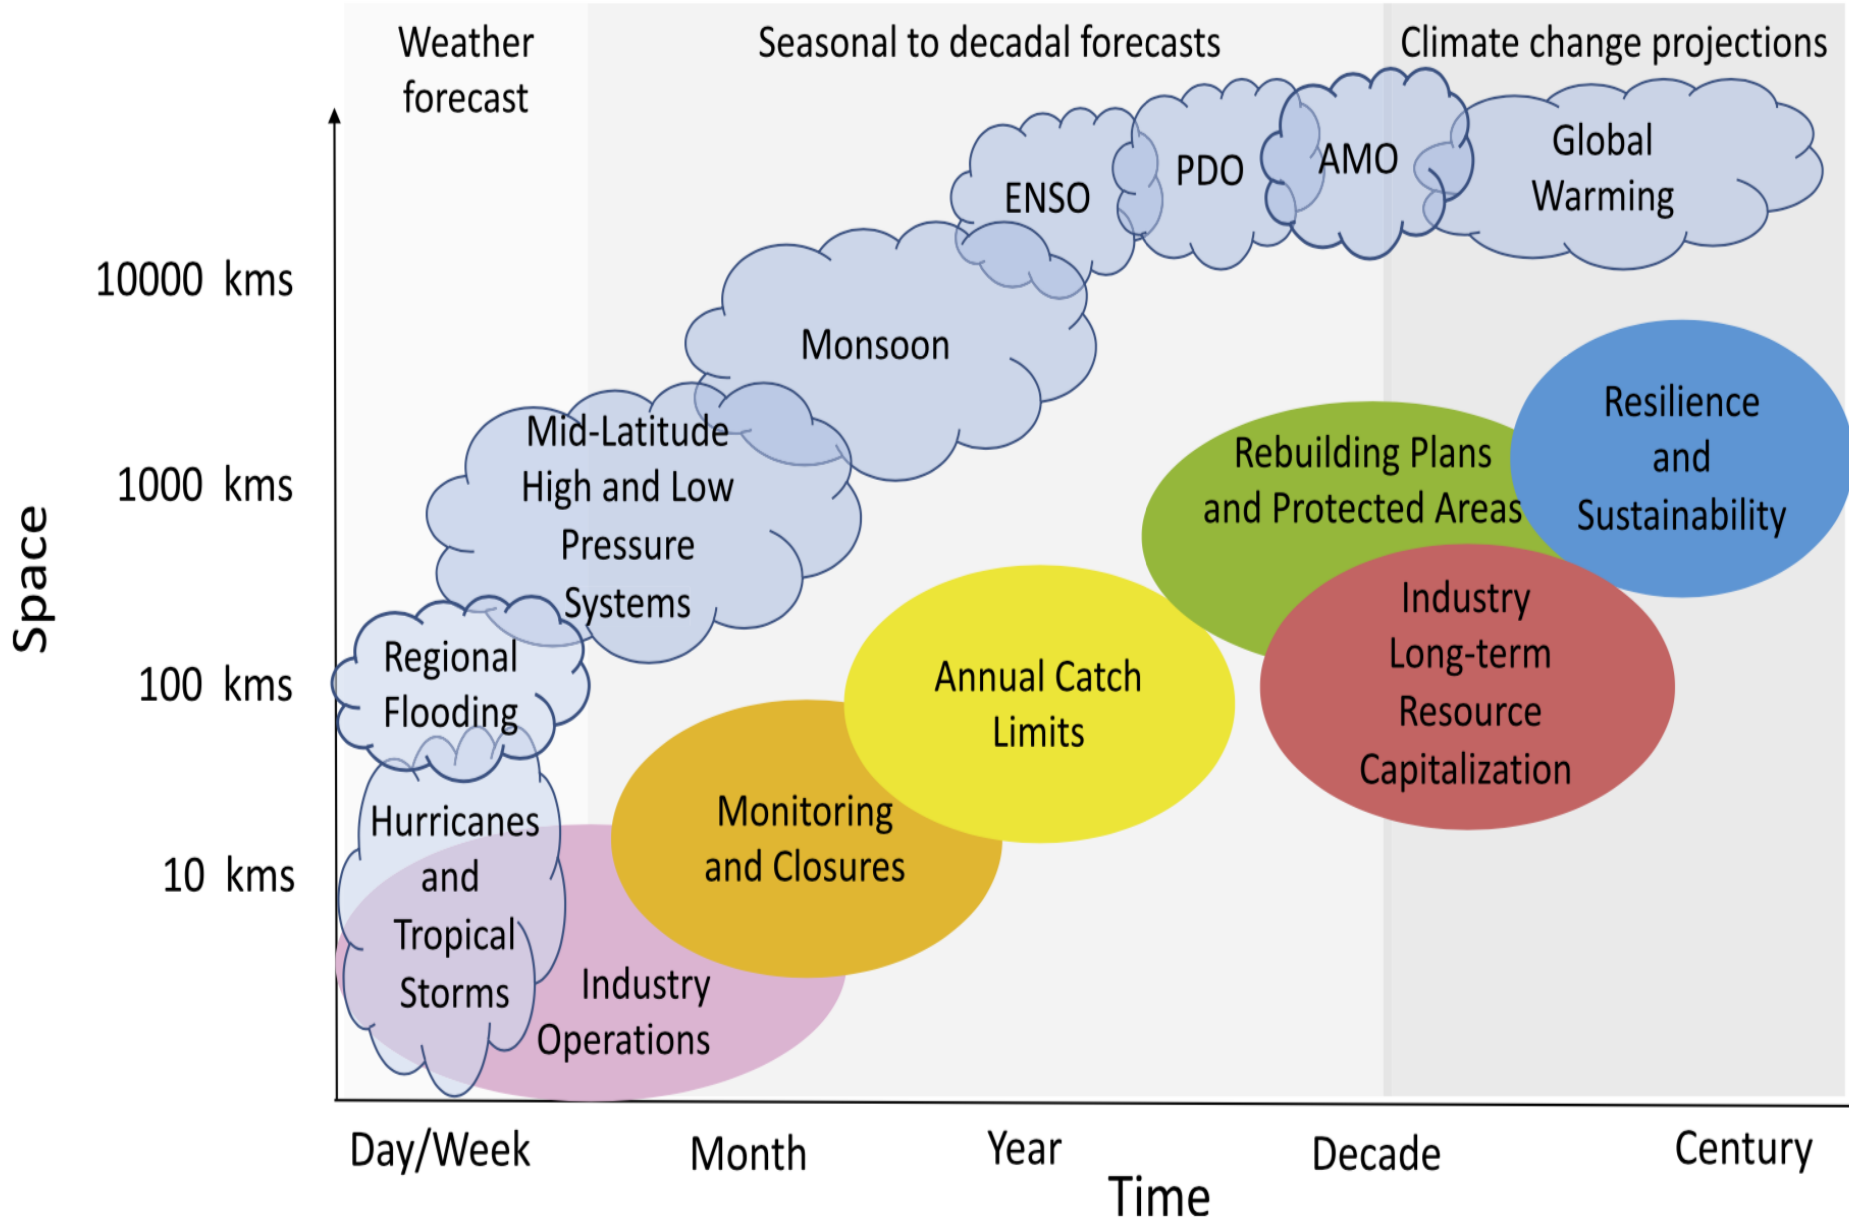 Weather
forecast
Seasonal to decadal forecasts
Climate change projections
Global
Warming
AMO
PDO
ENSO
10000 kms
Monsoon
Mid-Latitude
High and Low
Pressure
Systems
1000 kms
Resilience
and
Sustainability
Rebuilding Plans
and Protected Areas
Space
Regional
Flooding
100 kms
Annual Catch
Limits
Industry
Long-term
Resource
Capitalization
Hurricanes
and
Tropical
Storms
10 kms
Monitoring
and Closures
Industry
Operations
Day/Week
Month
Year
Decade
Century
Time